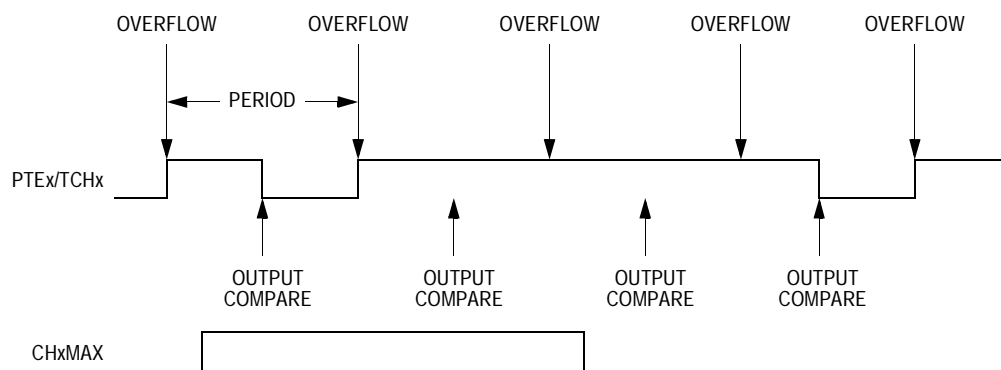 OVERFLOW OVERFLOW OVERFLOW OVERFLOW OVERFLOW
PERIOD
PTEx/TCHx
OUTPUT COMPARE
OUTPUT COMPARE
OUTPUT COMPARE
OUTPUT COMPARE
CHxMAX